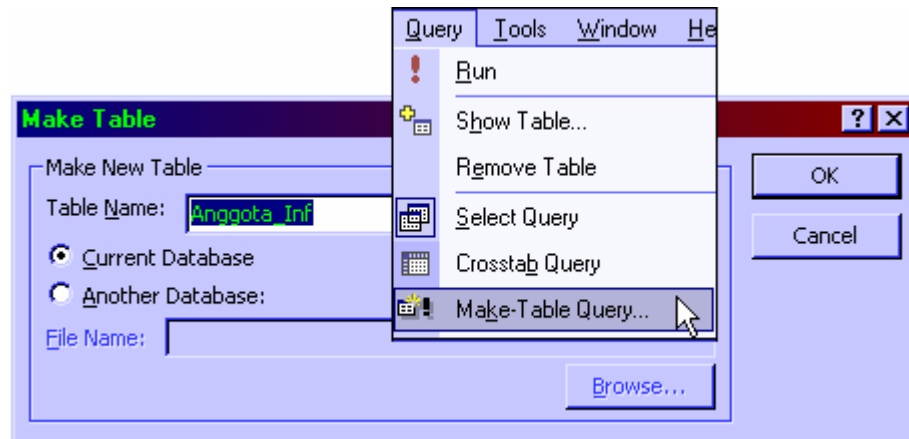 Query Tools Window He
Run
Make Table
Show Table...
Make New Table
Remove Table
OK
Table Name: Anggota_Inf
Select Query
Cancel
Current Database
Crosstab Query
Another Database:
Make-Table Query...
File Name:
Browse...